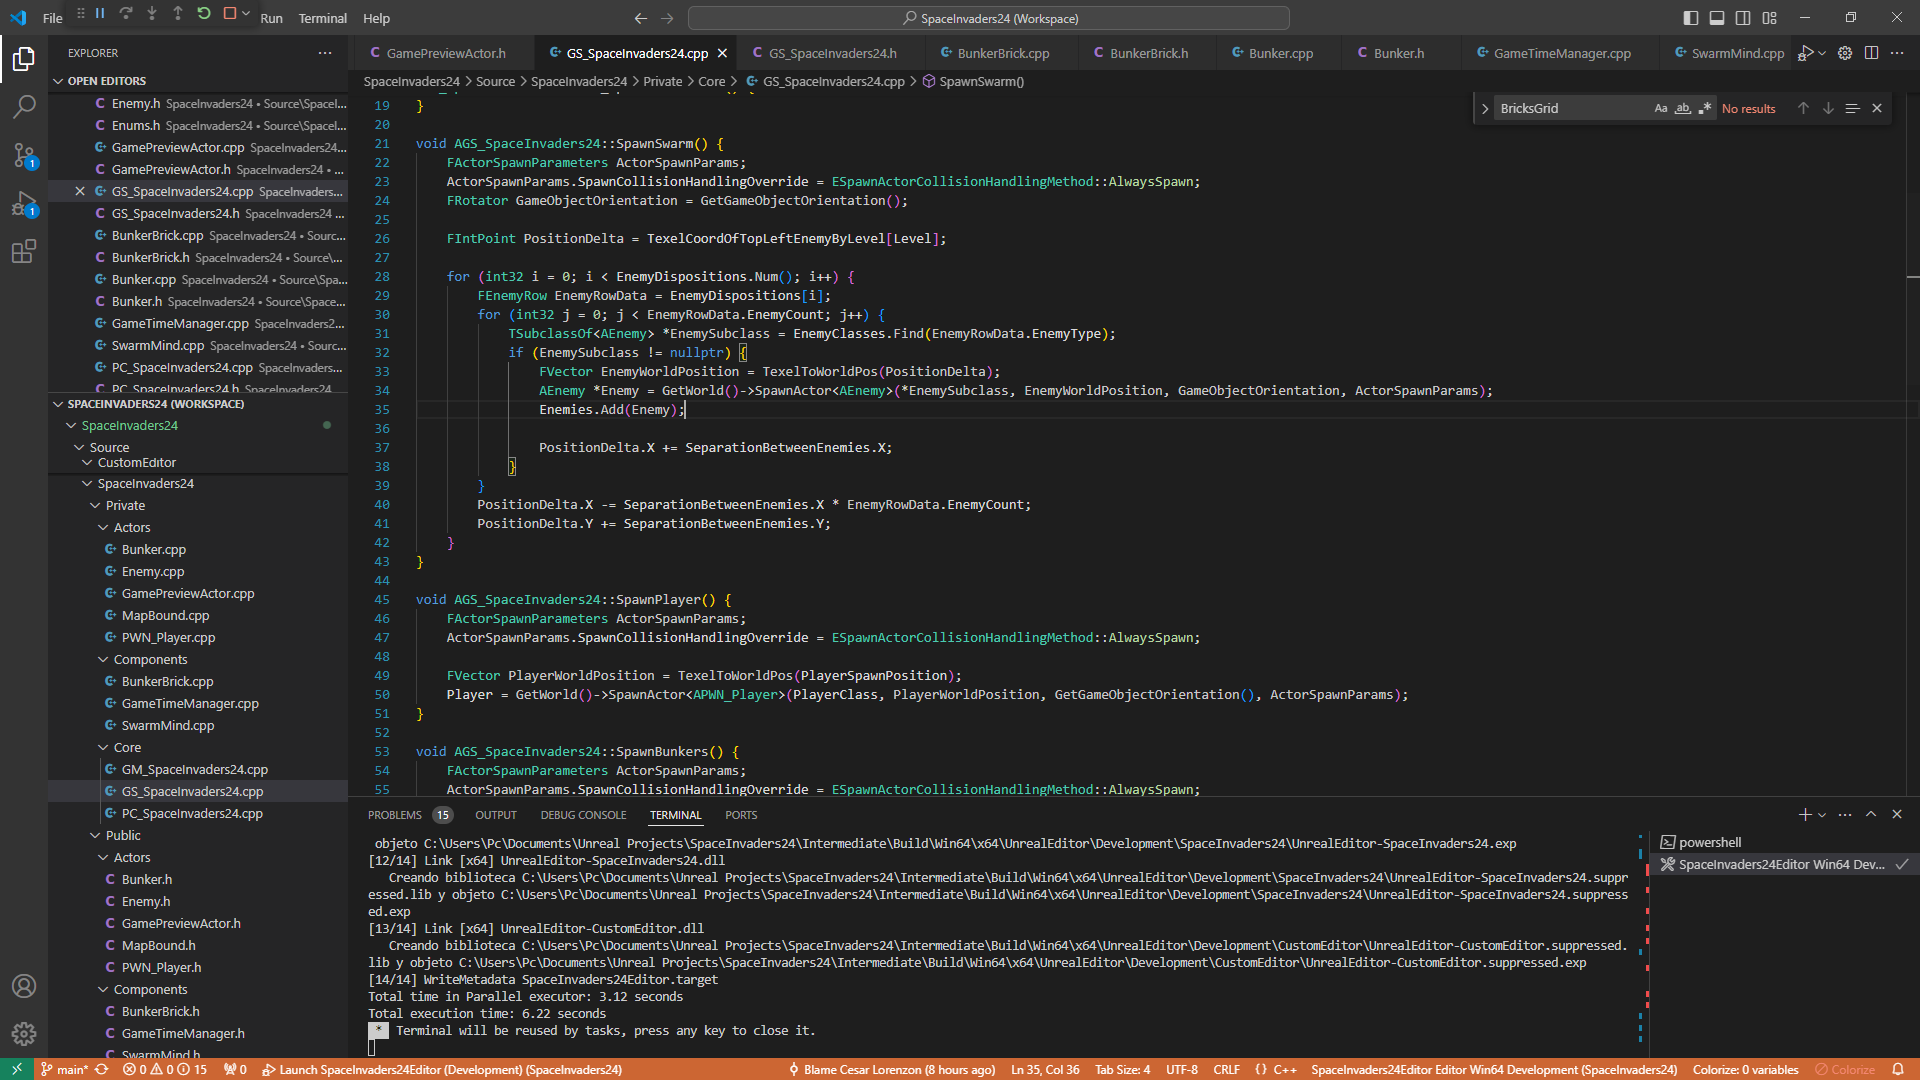 File
Run
Terminal
Help
SpaceInvaders24 (Workspace)
EXPLORER
OPEN EDITORS
Enemy.h SpaceInvaders24 • Source\SpaceI...
Enums.h SpaceInvaders24 • Source\SpaceI...
GamePreviewActor.cpp SpaceInvaders24...
GamePreviewActor.h SpaceInvaders24 • ...
GS_SpaceInvaders24.cpp SpaceInvaders...
GS_SpaceInvaders24.h SpaceInvaders24 ...
BunkerBrick.cpp SpaceInvaders24 • Sourc...
BunkerBrick.h SpaceInvaders24 • Source\...
Bunker.cpp SpaceInvaders24 • Source\Spa...
Bunker.h SpaceInvaders24 • Source\Space...
GameTimeManager.cpp SpaceInvaders2...
SwarmMind.cpp SpaceInvaders24 • Sourc...
PC_SpaceInvaders24.cpp SpaceInvaders...
PC_SpaceInvaders24.h SpaceInvaders24
SPACEINVADERS24 (WORKSPACE)
SpaceInvaders24
Source
CustomEditor
SpaceInvaders24
Private
Actors
Bunker.cpp
Enemy.cpp
GamePreviewActor.cpp
MapBound.cpp
PWN_Player.cpp
Components
BunkerBrick.cpp
GameTimeManager.cpp
SwarmMind.cpp
Core
GM_SpaceInvaders24.cpp
GS_SpaceInvaders24.cpp
PC_SpaceInvaders24.cpp
Public
Actors
Bunker.h
Enemy.h
GamePreviewActor.h
MapBound.h
PWN_Player.h
Components
BunkerBrick.h
GameTimeManager.h
SwarmMind.h
GamePreviewActor.h
GS_SpaceInvaders24.cpp
GS_SpaceInvaders24.h
BunkerBrick.cpp
BunkerBrick.h
Bunker.cpp
Bunker.h
GameTimeManager.cpp
SwarmMind.cpp
SpaceInvaders24 > Source > SpaceInvaders24 > Private > Core > GS_SpaceInvaders24.cpp > SpawnSwarm()
BricksGrid Aa ab .* No results
19 }
20
21 void AGS_SpaceInvaders24::SpawnSwarm() {
22 FActorSpawnParameters ActorSpawnParams;
23 ActorSpawnParams.SpawnCollisionHandlingOverride = ESpawnActorCollisionHandlingMethod::AlwaysSpawn;
24 FRotator GameObjectOrientation = GetGameObjectOrientation();
25
26 FIntPoint PositionDelta = TexelCoordOfTopLeftEnemyByLevel[Level];
27
28 for (int32 i = 0; i < EnemyDispositions.Num(); i++) {
29 FEnemyRow EnemyRowData = EnemyDispositions[i];
30 for (int32 j = 0; j < EnemyRowData.EnemyCount; j++) {
31 TSubclassOf<AEnemy> *EnemySubclass = EnemyClasses.Find(EnemyRowData.EnemyType);
32 if (EnemySubclass != nullptr) {
33 FVector EnemyWorldPosition = TexelToWorldPos(PositionDelta);
34 AEnemy *Enemy = GetWorld()->SpawnActor<AEnemy>(*EnemySubclass, EnemyWorldPosition, GameObjectOrientation, ActorSpawnParams);
35 Enemies.Add(Enemy);
36
37 PositionDelta.X += SeparationBetweenEnemies.X;
38 }
39 }
40 PositionDelta.X -= SeparationBetweenEnemies.X * EnemyRowData.EnemyCount;
41 PositionDelta.Y += SeparationBetweenEnemies.Y;
42 }
43 }
44
45 void AGS_SpaceInvaders24::SpawnPlayer() {
46 FActorSpawnParameters ActorSpawnParams;
47 ActorSpawnParams.SpawnCollisionHandlingOverride = ESpawnActorCollisionHandlingMethod::AlwaysSpawn;
48
49 FVector PlayerWorldPosition = TexelToWorldPos(PlayerSpawnPosition);
50 Player = GetWorld()->SpawnActor<APWN_Player>(PlayerClass, PlayerWorldPosition, GetGameObjectOrientation(), ActorSpawnParams);
51 }
52
53 void AGS_SpaceInvaders24::SpawnBunkers() {
54 FActorSpawnParameters ActorSpawnParams;
55 ActorSpawnParams.SpawnCollisionHandlingOverride = ESpawnActorCollisionHandlingMethod::AlwaysSpawn;
PROBLEMS 15 OUTPUT DEBUG CONSOLE TERMINAL PORTS
objeto C:\Users\Pc\Documents\Unreal Projects\SpaceInvaders24\Intermediate\Build\Win64\x64\UnrealEditor\Development\SpaceInvaders24\UnrealEditor-SpaceInvaders24.exp
[12/14] Link [x64] UnrealEditor-SpaceInvaders24.dll
Creando biblioteca C:\Users\Pc\Documents\Unreal Projects\SpaceInvaders24\Intermediate\Build\Win64\x64\UnrealEditor\Development\SpaceInvaders24\UnrealEditor-SpaceInvaders24.suppr
essed.lib y objeto C:\Users\Pc\Documents\Unreal Projects\SpaceInvaders24\Intermediate\Build\Win64\x64\UnrealEditor\Development\SpaceInvaders24\UnrealEditor-SpaceInvaders24.suppress
ed.exp
[13/14] Link [x64] UnrealEditor-CustomEditor.dll
Creando biblioteca C:\Users\Pc\Documents\Unreal Projects\SpaceInvaders24\Intermediate\Build\Win64\x64\UnrealEditor\Development\CustomEditor\UnrealEditor-CustomEditor.suppressed.
lib y objeto C:\Users\Pc\Documents\Unreal Projects\SpaceInvaders24\Intermediate\Build\Win64\x64\UnrealEditor\Development\CustomEditor\UnrealEditor-CustomEditor.suppressed.exp
[14/14] WriteMetadata SpaceInvaders24Editor.target
Total time in Parallel executor: 3.12 seconds
Total execution time: 6.22 seconds
* Terminal will be reused by tasks, press any key to close it.
powershell
SpaceInvaders24Editor Win64 Dev...
1
1
main* 0 0 15 0 Launch SpaceInvaders24Editor (Development) (SpaceInvaders24) Blame Cesar Lorenzon (8 hours ago) Ln 35, Col 36 Tab Size: 4 UTF-8 CRLF {} C++ SpaceInvaders24Editor Editor Win64 Development (SpaceInvaders24) Colorize: 0 variables Colorize